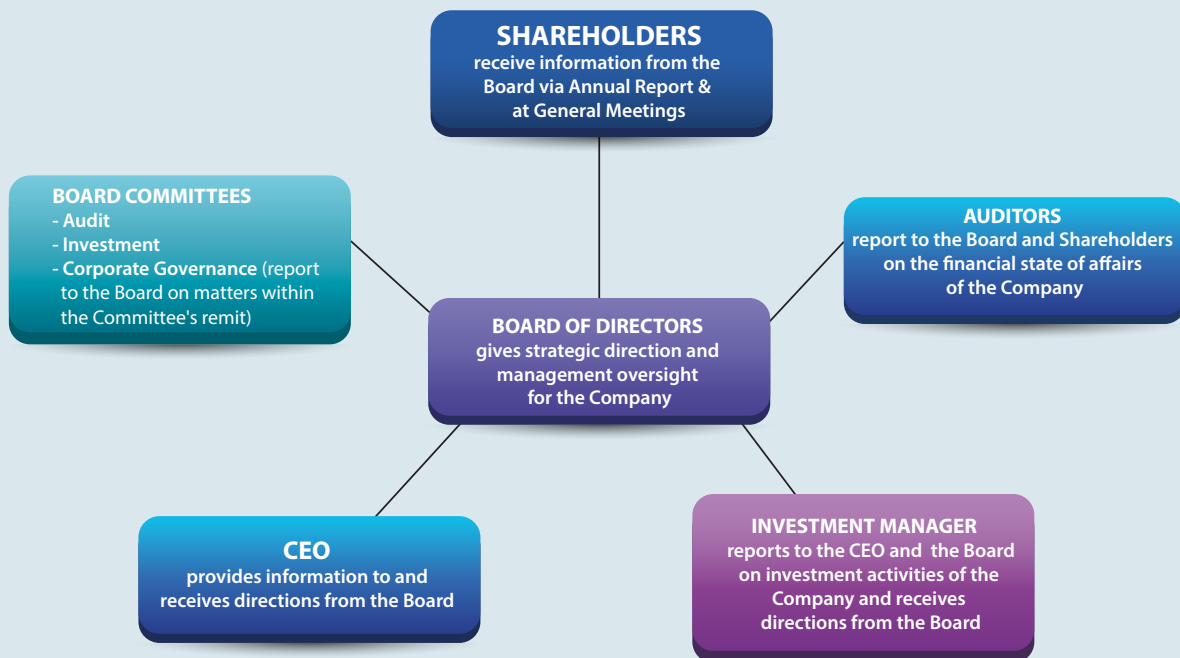 SHAREHOLDERS
receive information from the
Board via Annual Report &
at General Meetings
BOARD COMMITTEES
- Audit
- Investment
- Corporate Governance (report
to the Board on matters within
the Committee's remit)
AUDITORS
report to the Board and Shareholders
on the financial state of affairs
of the Company
BOARD OF DIRECTORS
gives strategic direction and
management oversight
for the Company
CEO
provides information to and
receives directions from the Board
INVESTMENT MANAGER
reports to the CEO and the Board
on investment activities of the
Company and receives
directions from the Board